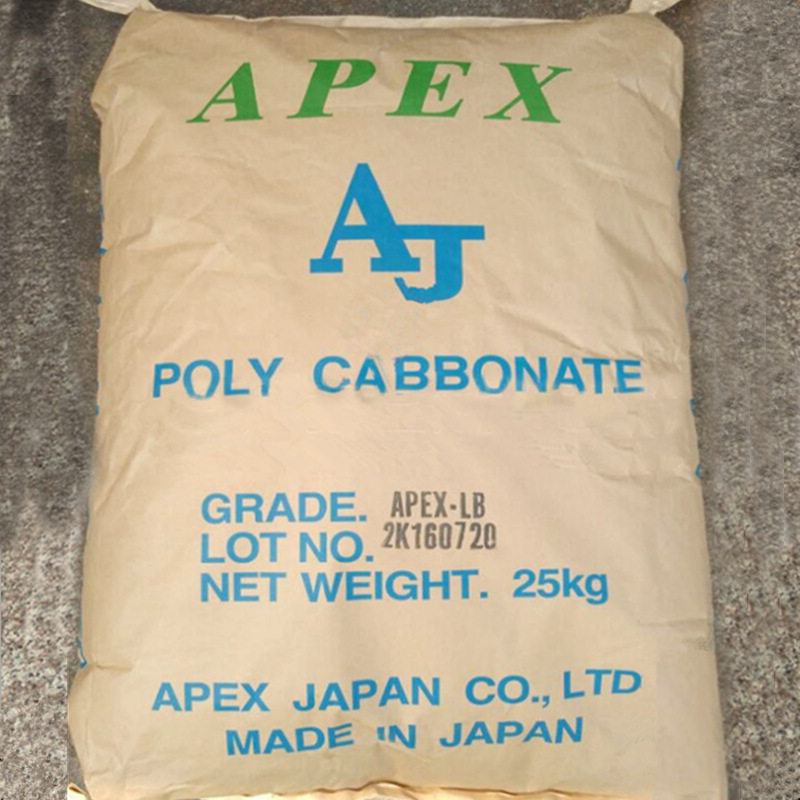 APEX
AJ
POLY CABBONATE
GRADE. APEX-LB
LOT NO. 2K160720
NET WEIGHT. 25kg
APEX JAPAN CO., LTD
MADE IN JAPAN